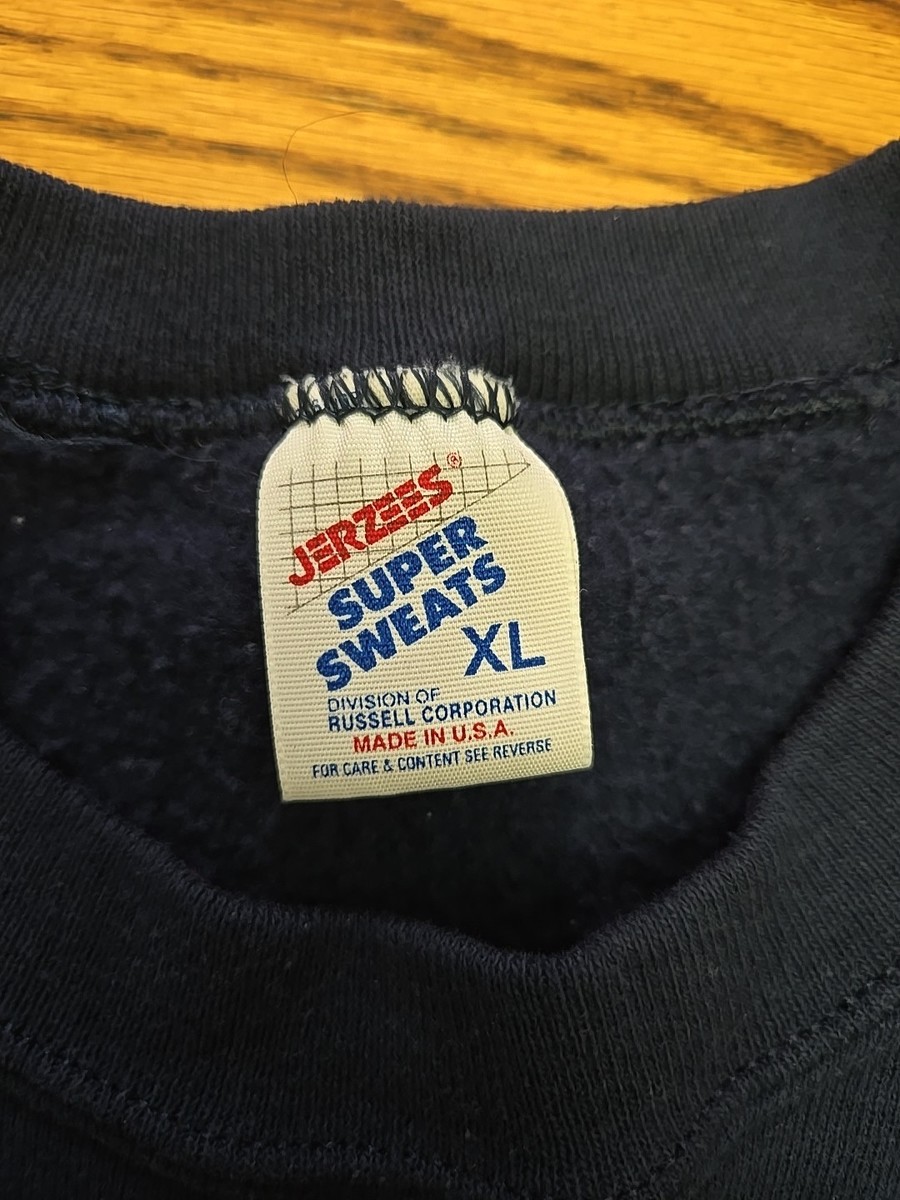 JERZEES®
SUPER
SWEATS
XL
DIVISION OF
RUSSELL CORPORATION
MADE IN U.S.A.
FOR CARE & CONTENT SEE REVERSE